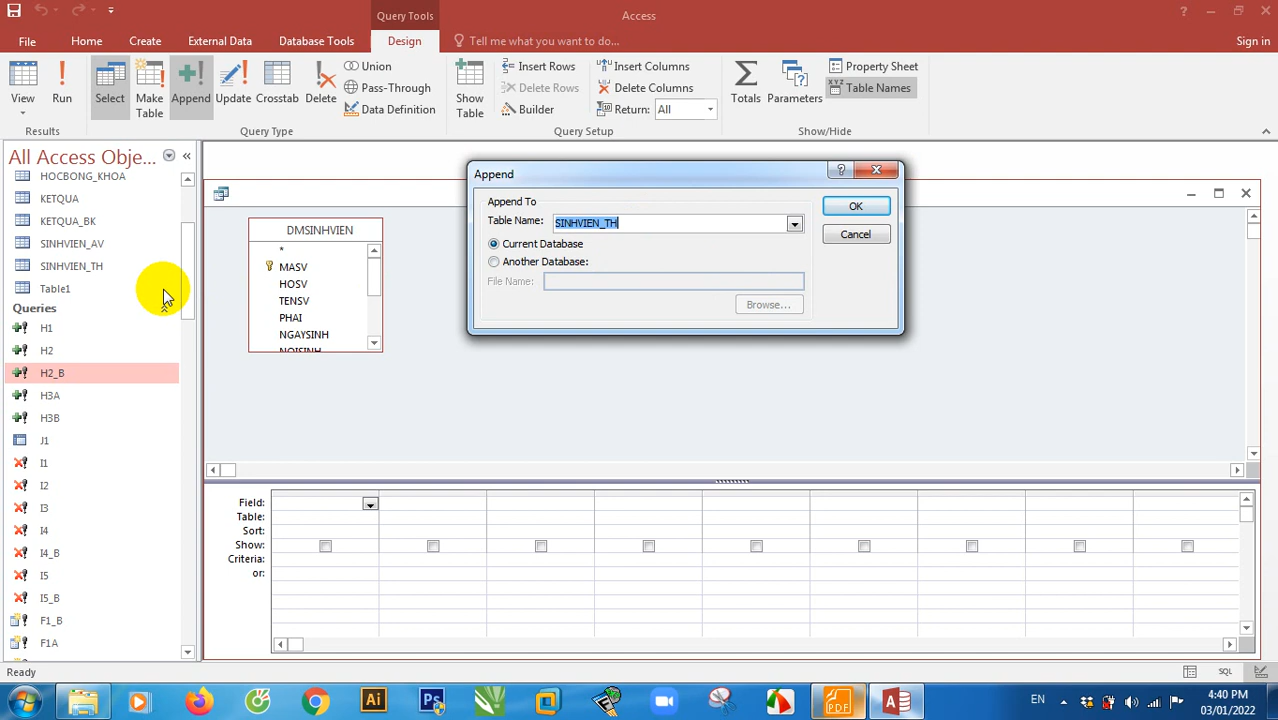 Query Tools
Access
File
Home
Create
External Data
Database Tools
Design
Tell me what you want to do...
Sign in
View
Run
Select
Make Table
Append
Update
Crosstab
Delete
Union
Pass-Through
Data Definition
Show Table
Insert Rows
Delete Rows
Builder
Insert Columns
Delete Columns
Return: All
Totals
Parameters
Property Sheet
XYZ Table Names
Results
Query Type
Query Setup
Show/Hide
All Access Obje...
HOCBONG_KHOA
KETQUA
KETQUA_BK
SINHVIEN_AV
SINHVIEN_TH
Table1
Queries
H1
H2
H2_B
H3A
H3B
J1
I1
I2
I3
I4
I4_B
I5
I5_B
F1_B
F1A
DMSINHVIEN
*
MASV
HOSV
TENSV
PHAI
NGAYSINH
NOISINH
Append
Append To
Table Name: SINHVIEN_TH
Current Database
Another Database:
File Name:
Browse...
OK
Cancel
Field:
Table:
Sort:
Show:
Criteria:
or:
Ready
SQL
Ai
Ps
PDF
A
EN
4:40 PM
03/01/2022